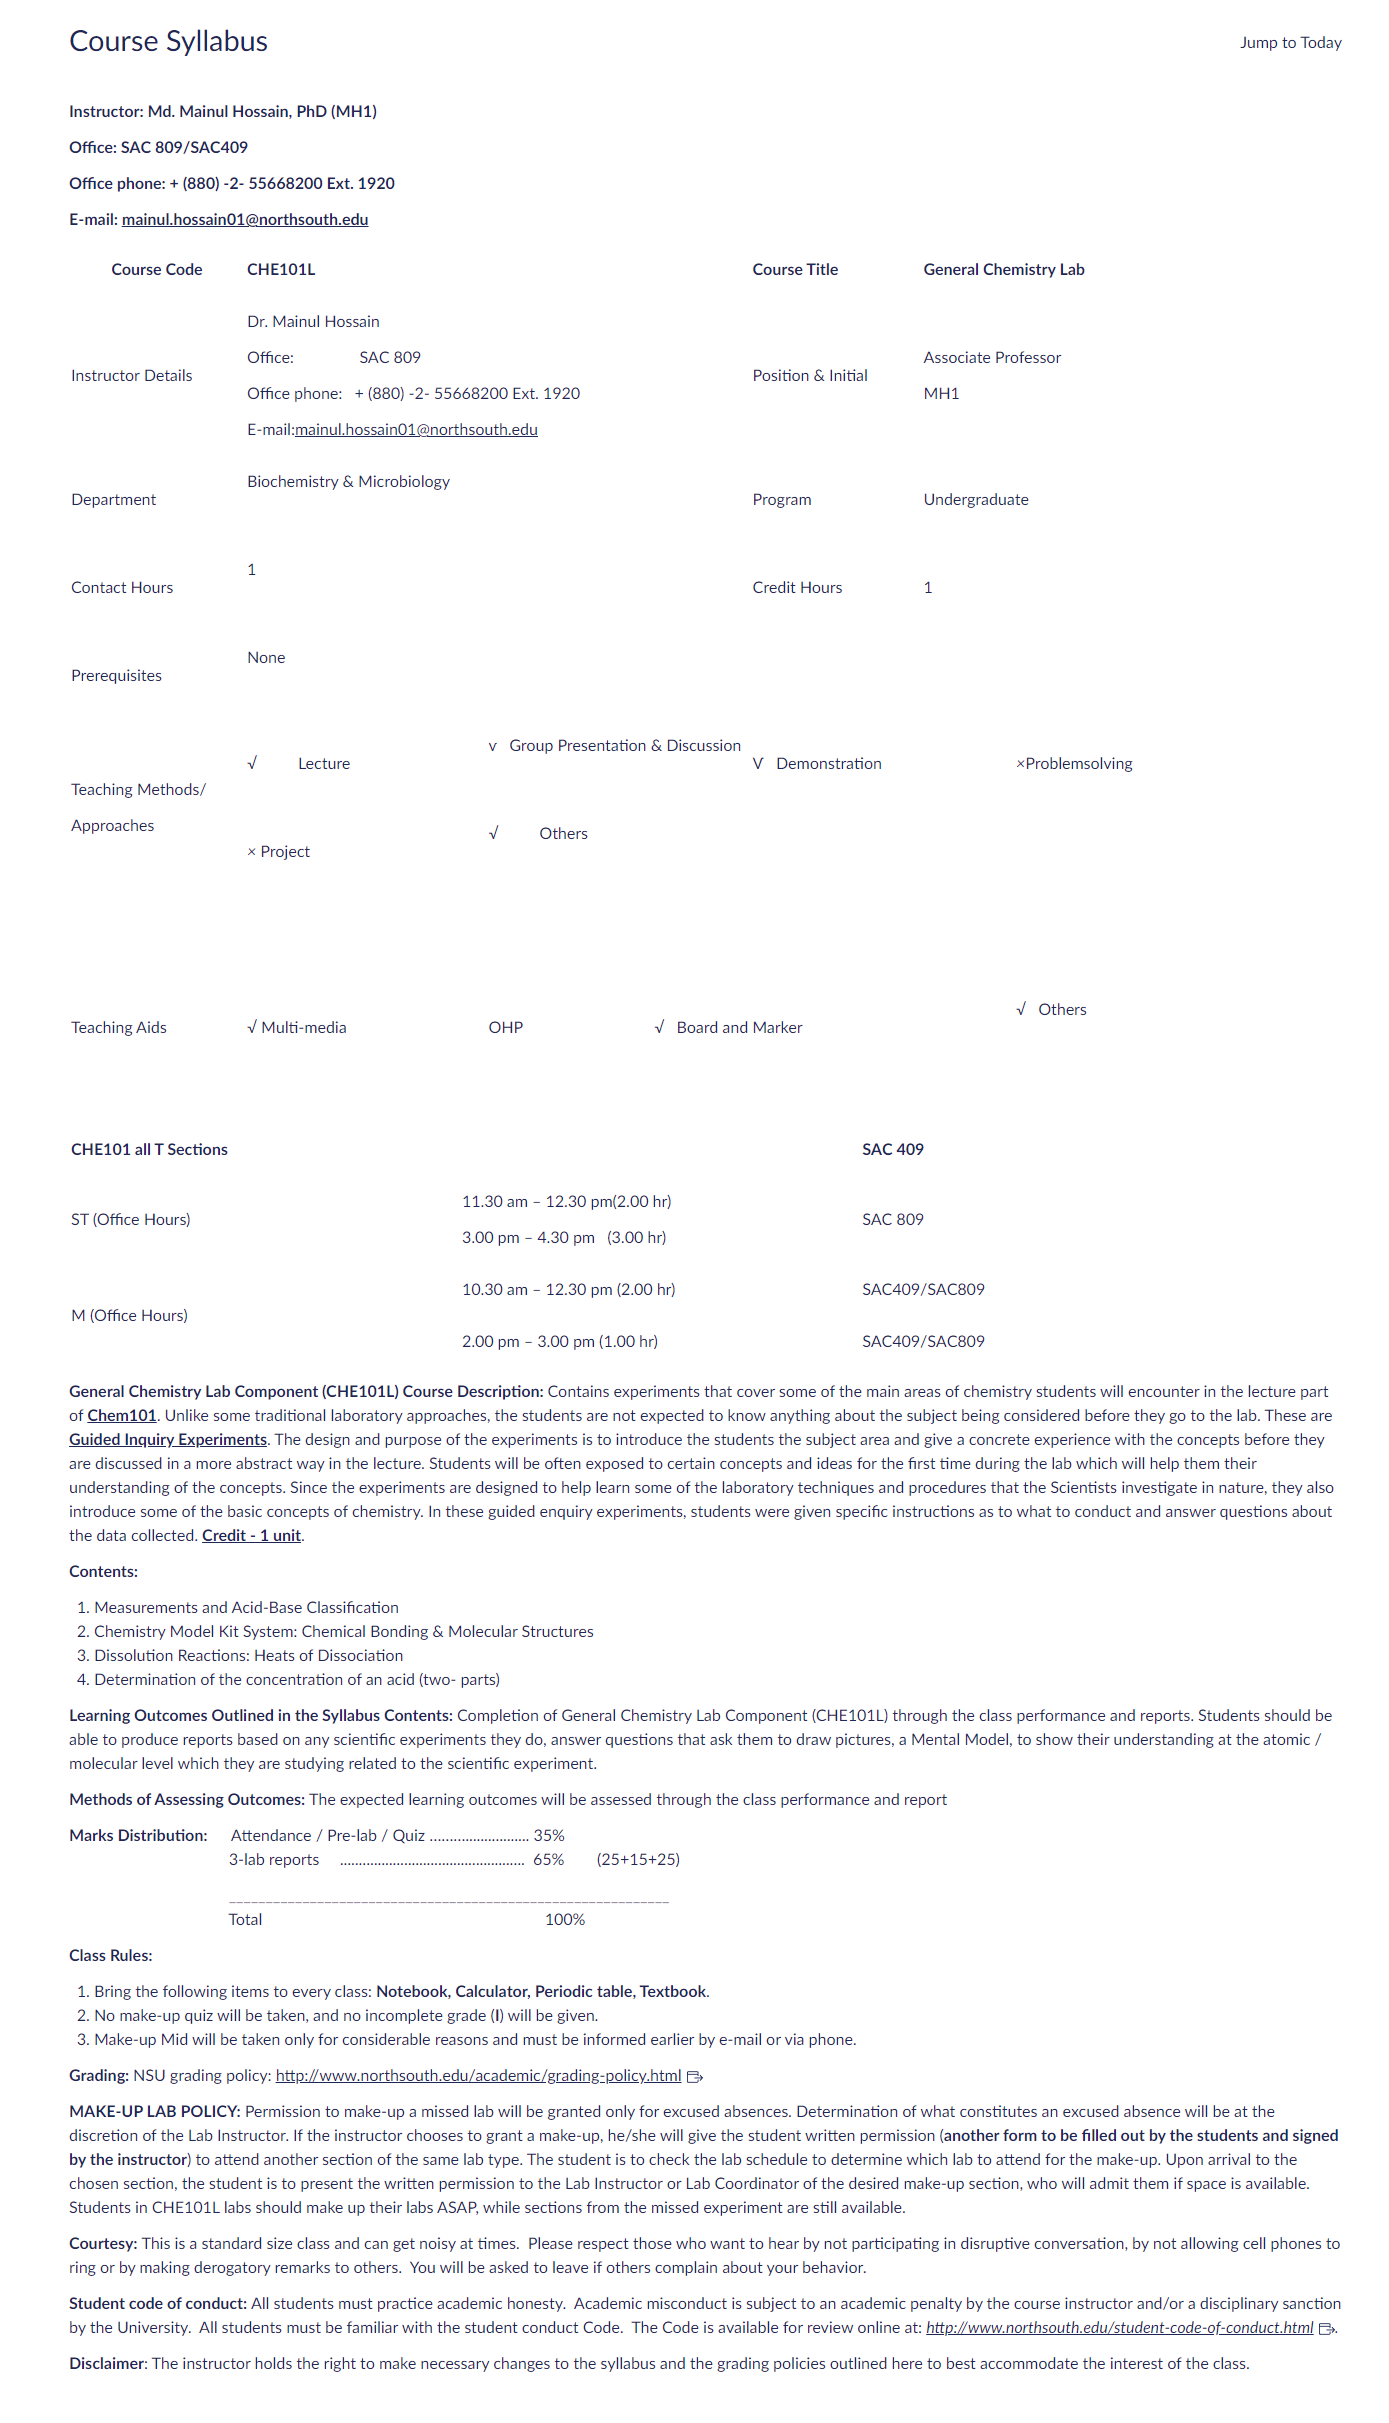 Course Syllabus
Jump to Today
Instructor: Md. Mainul Hossain, PhD (MH1)
Office: SAC 809/SAC409
Office phone: + (880) -2- 55668200 Ext. 1920
E-mail: mainul.hossain01@northsouth.edu
Course Code CHE101L Course Title General Chemistry Lab
Instructor Details
Dr. Mainul Hossain
Office: SAC 809
Office phone: + (880) -2- 55668200 Ext. 1920
E-mail:mainul.hossain01@northsouth.edu
Position & Initial
Associate Professor
MH1
Department
Biochemistry & Microbiology
Program Undergraduate
Contact Hours
1
Credit Hours 1
Prerequisites
None
Teaching Methods/
Approaches
√ Lecture
v Group Presentation & Discussion
V Demonstration
×Problemsolving
× Project
√ Others
Teaching Aids √ Multi-media OHP √ Board and Marker
√ Others
CHE101 all T Sections SAC 409
ST (Office Hours)
11.30 am – 12.30 pm(2.00 hr)
3.00 pm – 4.30 pm (3.00 hr)
SAC 809
M (Office Hours)
10.30 am – 12.30 pm (2.00 hr) SAC409/SAC809
2.00 pm – 3.00 pm (1.00 hr) SAC409/SAC809
General Chemistry Lab Component (CHE101L) Course Description: Contains experiments that cover some of the main areas of chemistry students will encounter in the lecture part
of Chem101. Unlike some traditional laboratory approaches, the students are not expected to know anything about the subject being considered before they go to the lab. These are
Guided Inquiry Experiments. The design and purpose of the experiments is to introduce the students the subject area and give a concrete experience with the concepts before they
are discussed in a more abstract way in the lecture. Students will be often exposed to certain concepts and ideas for the first time during the lab which will help them their
understanding of the concepts. Since the experiments are designed to help learn some of the laboratory techniques and procedures that the Scientists investigate in nature, they also
introduce some of the basic concepts of chemistry. In these guided enquiry experiments, students were given specific instructions as to what to conduct and answer questions about
the data collected. Credit - 1 unit.
Contents:
1. Measurements and Acid-Base Classification
2. Chemistry Model Kit System: Chemical Bonding & Molecular Structures
3. Dissolution Reactions: Heats of Dissociation
4. Determination of the concentration of an acid (two- parts)
Learning Outcomes Outlined in the Syllabus Contents: Completion of General Chemistry Lab Component (CHE101L) through the class performance and reports. Students should be
able to produce reports based on any scientific experiments they do, answer questions that ask them to draw pictures, a Mental Model, to show their understanding at the atomic /
molecular level which they are studying related to the scientific experiment.
Methods of Assessing Outcomes: The expected learning outcomes will be assessed through the class performance and report
Marks Distribution: Attendance / Pre-lab / Quiz .......................... 35%
3-lab reports ................................................. 65% (25+15+25)
_______________________________________________________________
Total 100%
Class Rules:
1. Bring the following items to every class: Notebook, Calculator, Periodic table, Textbook.
2. No make-up quiz will be taken, and no incomplete grade (I) will be given.
3. Make-up Mid will be taken only for considerable reasons and must be informed earlier by e-mail or via phone.
Grading: NSU grading policy: http://www.northsouth.edu/academic/grading-policy.html
MAKE-UP LAB POLICY: Permission to make-up a missed lab will be granted only for excused absences. Determination of what constitutes an excused absence will be at the
discretion of the Lab Instructor. If the instructor chooses to grant a make-up, he/she will give the student written permission (another form to be filled out by the students and signed
by the instructor) to attend another section of the same lab type. The student is to check the lab schedule to determine which lab to attend for the make-up. Upon arrival to the
chosen section, the student is to present the written permission to the Lab Instructor or Lab Coordinator of the desired make-up section, who will admit them if space is available.
Students in CHE101L labs should make up their labs ASAP, while sections from the missed experiment are still available.
Courtesy: This is a standard size class and can get noisy at times. Please respect those who want to hear by not participating in disruptive conversation, by not allowing cell phones to
ring or by making derogatory remarks to others. You will be asked to leave if others complain about your behavior.
Student code of conduct: All students must practice academic honesty. Academic misconduct is subject to an academic penalty by the course instructor and/or a disciplinary sanction
by the University. All students must be familiar with the student conduct Code. The Code is available for review online at: http://www.northsouth.edu/student-code-of-conduct.html.
Disclaimer: The instructor holds the right to make necessary changes to the syllabus and the grading policies outlined here to best accommodate the interest of the class.